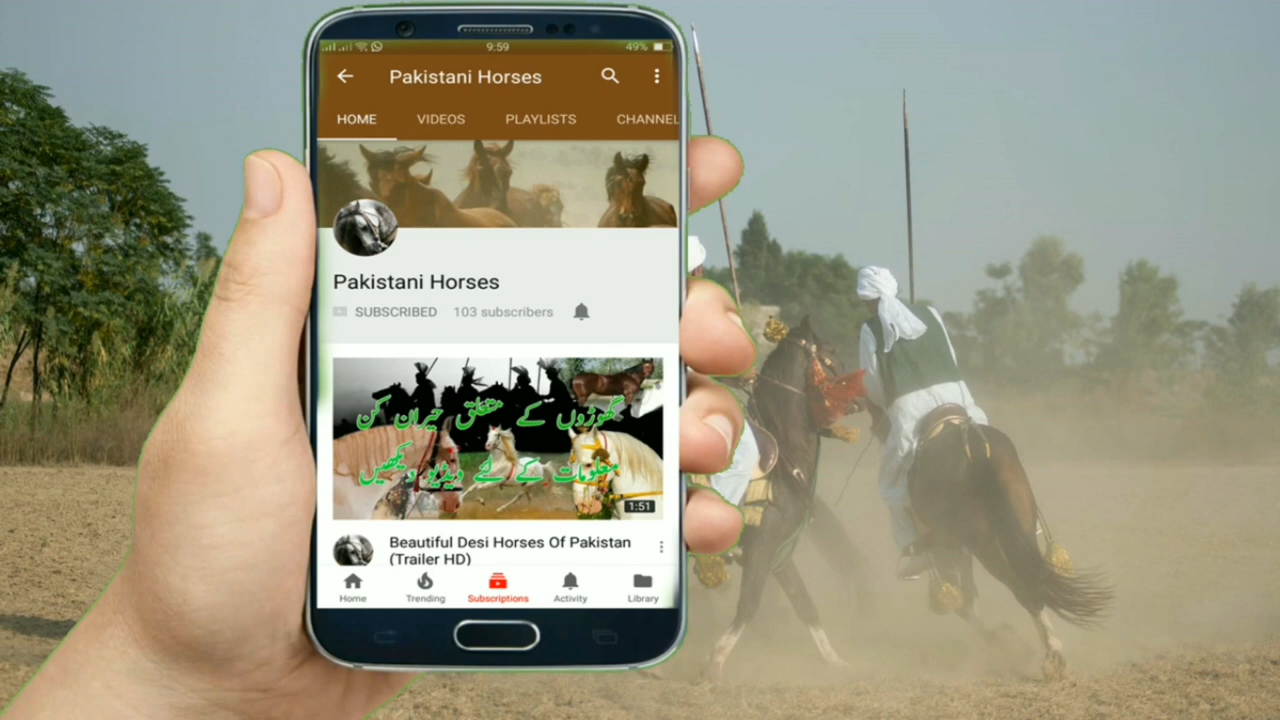 9:59
49%
Pakistani Horses
HOME VIDEOS PLAYLISTS CHANNEL
Pakistani Horses
SUBSCRIBED 103 subscribers
گھوڑوں کے متعلق حیران کن
معلومات کے لئے ویڈیو دیکھیں
1:51
Beautiful Desi Horses Of Pakistan
(Trailer HD)
Home Trending Subscriptions Activity Library